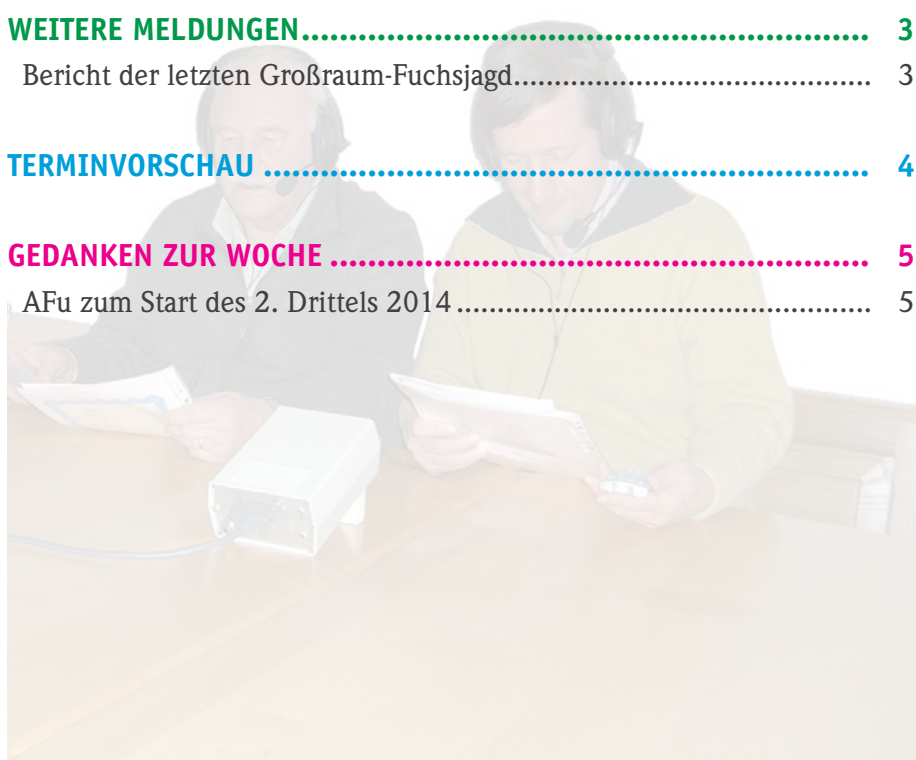 WEITERE MELDUNGEN............................................................. 3
Bericht der letzten Großraum-Fuchsjagd........................................... 3
TERMINVORSCHAU ................................................................. 4
GEDANKEN ZUR WOCHE .......................................................... 5
AFu zum Start des 2. Drittels 2014.................................................. 5